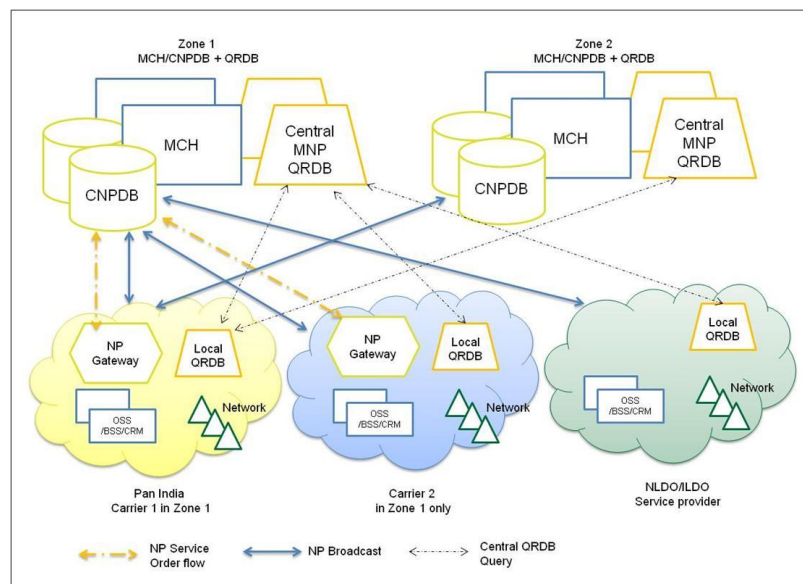 Zone 1
MCH/CNPDB + QRDB
Zone 2
MCH/CNPDB + QRDB
MCH
Central
MNP
QRDB
CNPDB
MCH
Central
MNP
QRDB
CNPDB
NP
Gateway
Local
QRDB
OSS
/BSS/CRM
Network
NP
Gateway
Local
QRDB
OSS
/BSS/CRM
Network
Local
QRDB
OSS
/BSS/CRM
Network
Pan India
Carrier 1 in Zone 1
Carrier 2
in Zone 1 only
NLDO/ILDO
Service provider
NP Service
Order flow
NP Broadcast
Central QRDB
Query